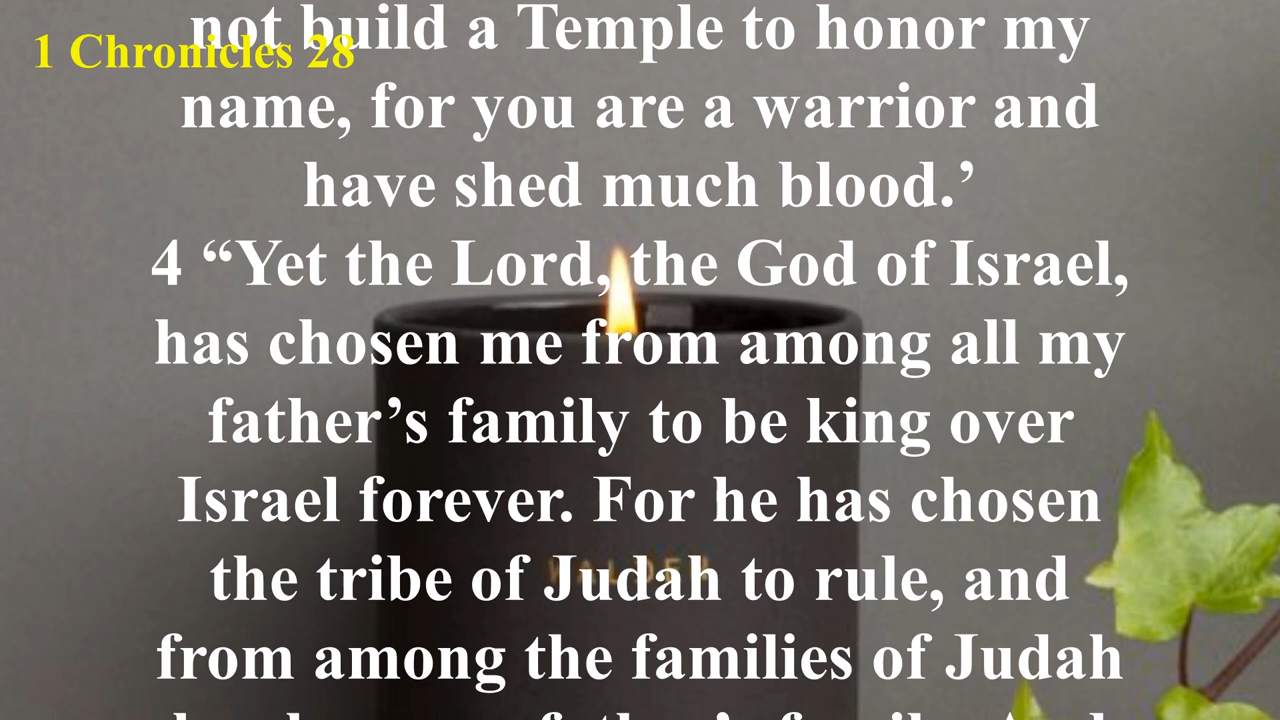 not build a Temple to honor my
1 Chronicles 28
name, for you are a warrior and
have shed much blood.’
4 “Yet the Lord, the God of Israel,
has chosen me from among all my
father’s family to be king over
Israel forever. For he has chosen
the tribe of Judah to rule, and
from among the families of Judah